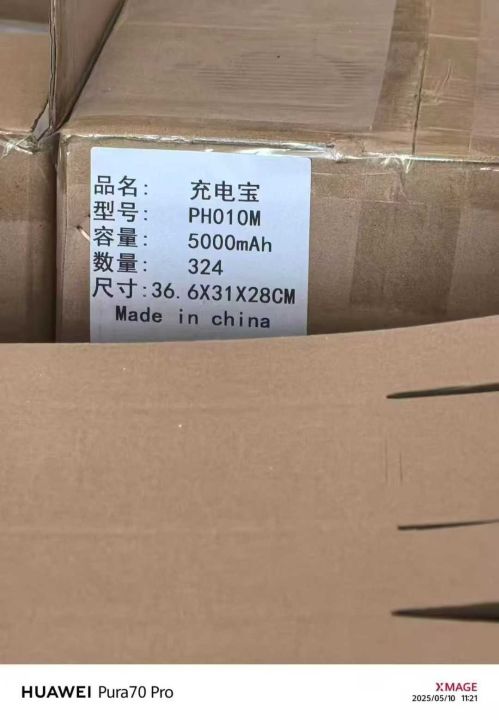 品名: 充电宝
型号: PH010M
容量: 5000mAh
数量: 324
尺寸:36.6X31X28CM
Made in china
HUAWEI Pura70 Pro
XMAGE
2025/05/10 11:21